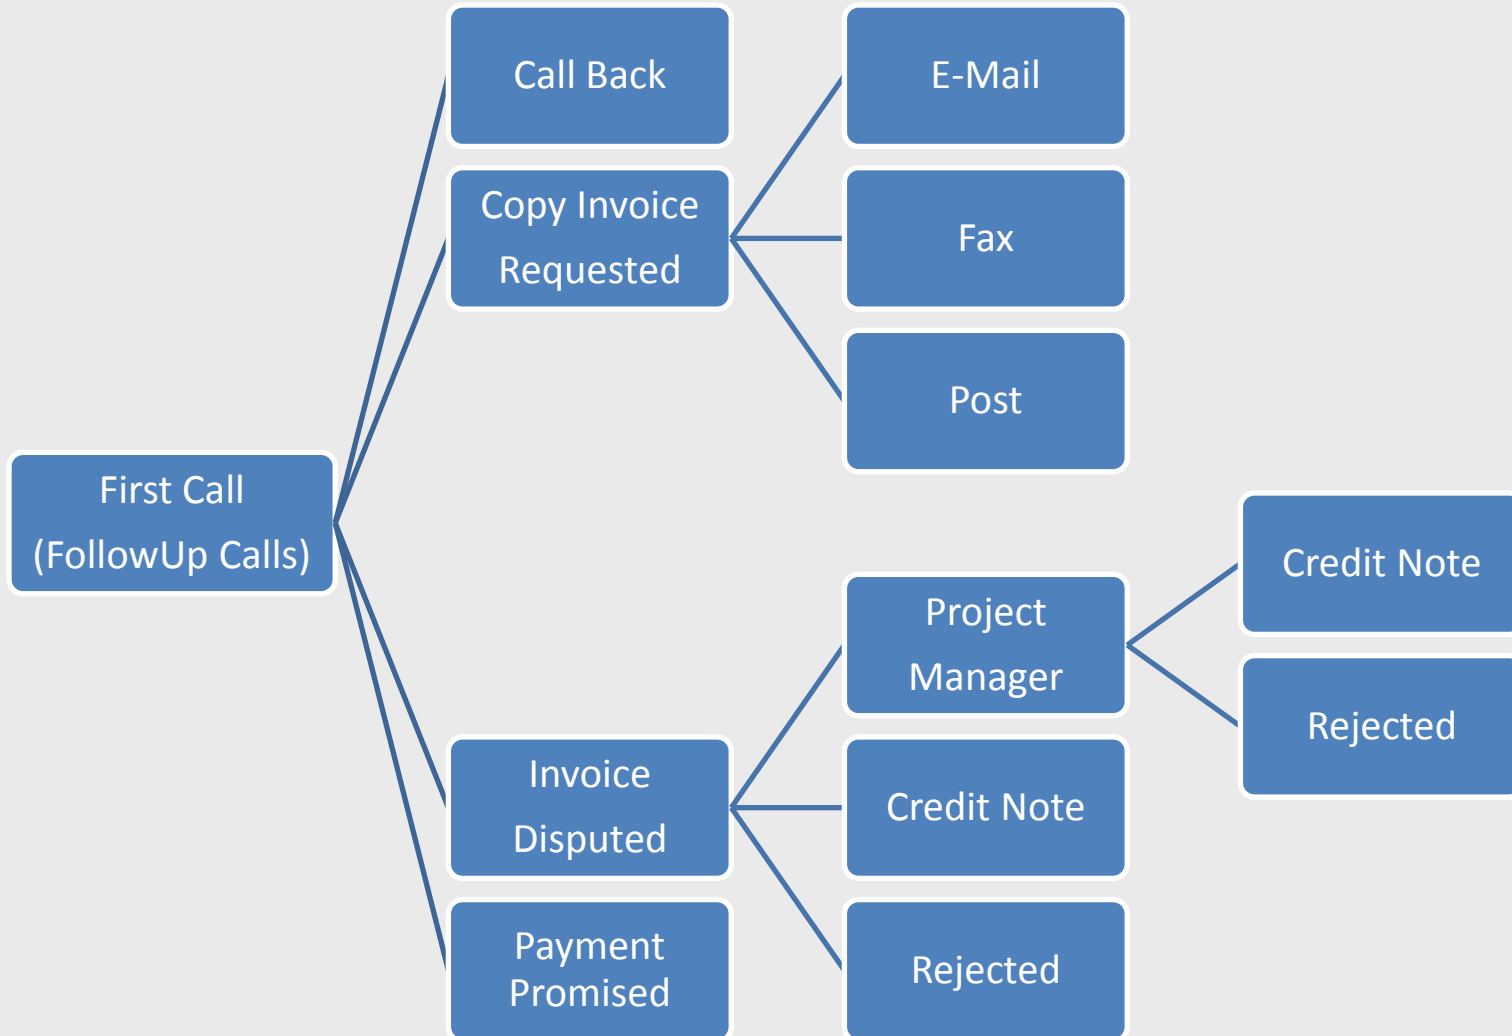 First Call
(FollowUp Calls)
Call Back
Copy Invoice
Requested
E-Mail
Fax
Post
Invoice
Disputed
Project
Manager
Credit Note
Rejected
Credit Note
Rejected
Payment
Promised